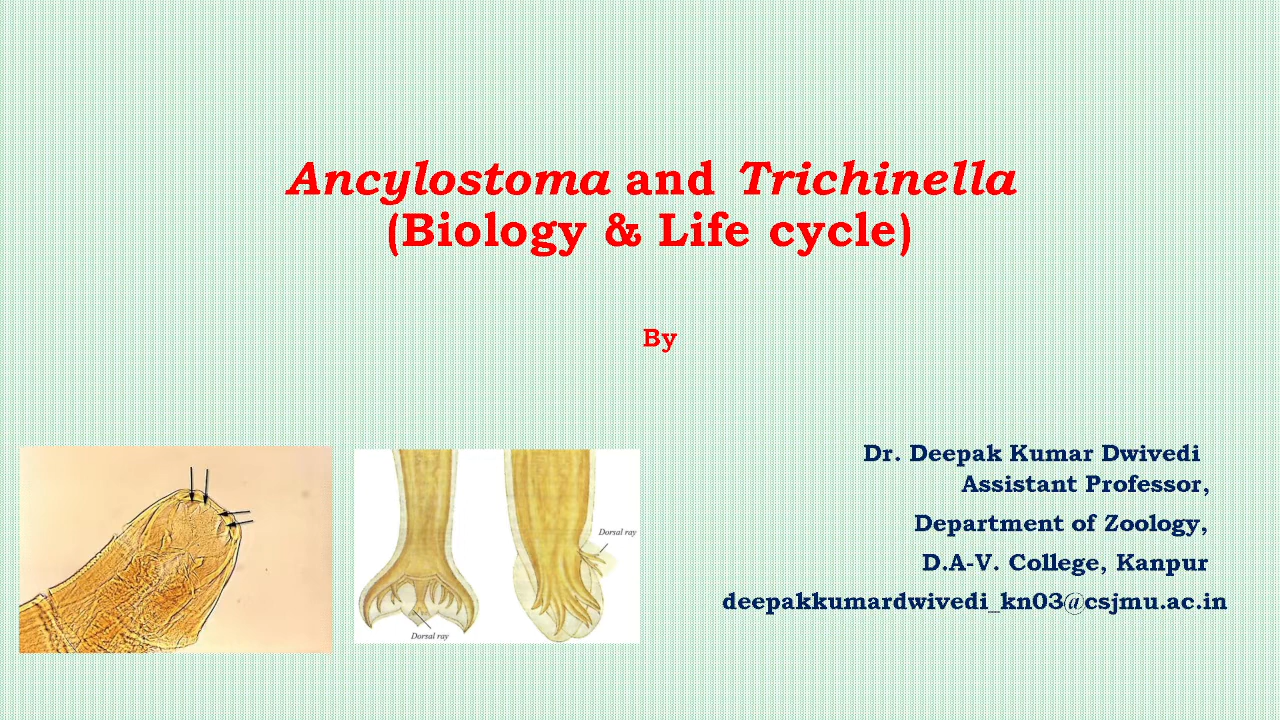 Ancylostoma and Trichinella
(Biology & Life cycle)
By
Dr. Deepak Kumar Dwivedi
Assistant Professor,
Department of Zoology,
D.A-V. College, Kanpur
deepakkumardwivedi_kn03@csjmu.ac.in
Dorsal ray
Dorsal ray